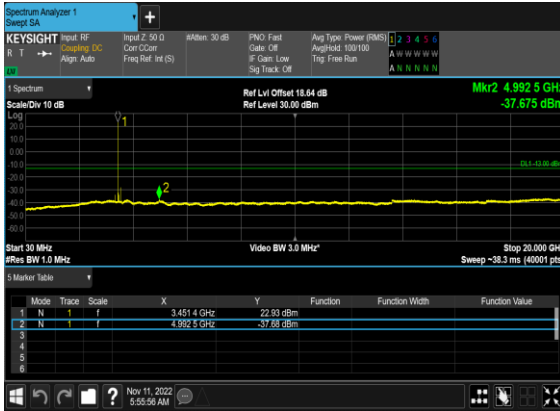 Spectrum Analyzer 1
Swept SA
+
KEYSIGHT
R T
Input: RF
Coupling: DC
Align: Auto
Input Z: 50 Ω
Corr CCorr
Freq Ref: Int (S)
#Atten: 30 dB
PNO: Fast
Gate: Off
IF Gain: Low
Sig Track: Off
Avg Type: Power (RMS)
Avg|Hold: 100/100
Trig: Free Run
1 2 3 4 5 6
A W W W W W
A N N N N N
1 Spectrum
Scale/Div 10 dB
Ref Lvl Offset 18.64 dB
Ref Level 30.00 dBm
Mkr2 4.992 5 GHz
-37.675 dBm
Log
20.0
10.0
0.00
-10.0
-20.0
-30.0
-40.0
-50.0
-60.0
1
2
DL1 -13.00 dBm
Start 30 MHz
#Res BW 1.0 MHz
Video BW 3.0 MHz*
Stop 20.000 GH
Sweep ~38.3 ms (40001 pts
5 Marker Table
Mode Trace Scale X Y Function Function Width Function Value
1 N 1 f 3.451 4 GHz 22.93 dBm
2 N 1 f 4.992 5 GHz -37.68 dBm
3
4
5
6
?
Nov 11, 2022
5:55:56 AM